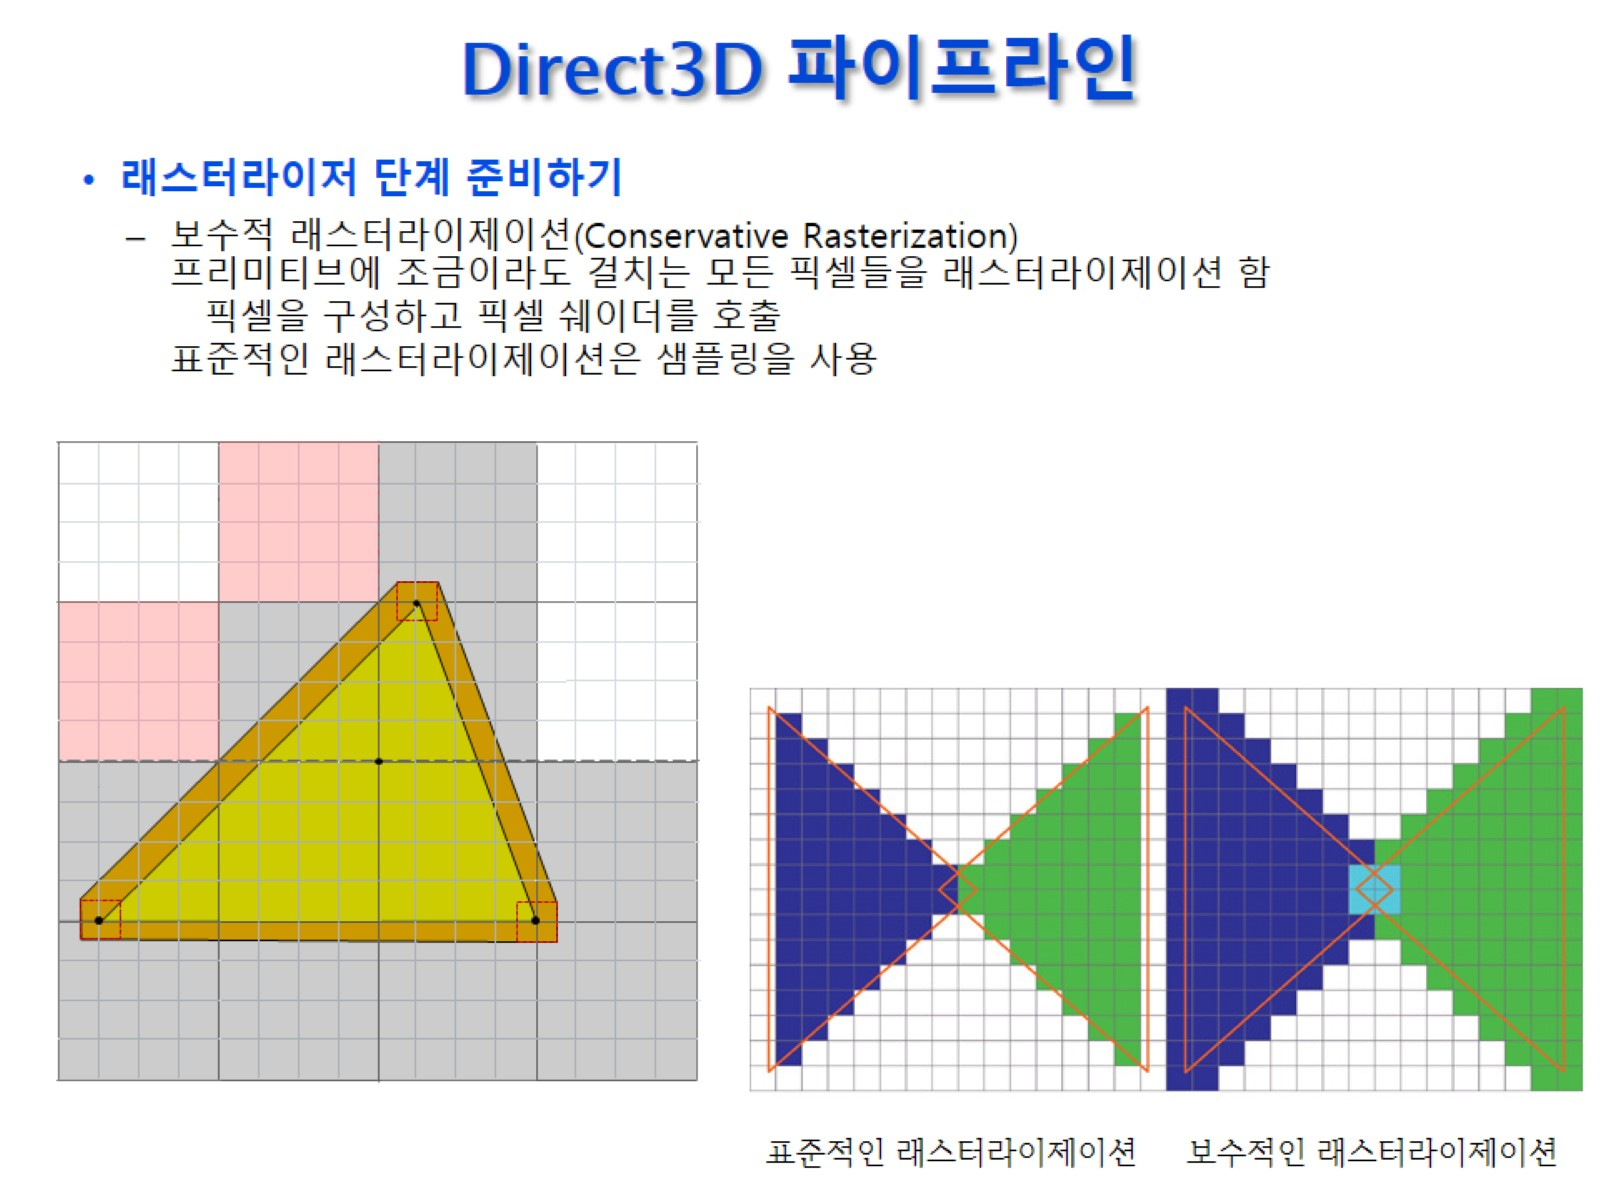 Direct3D 파이프라인
• 래스터라이저 단계 준비하기
– 보수적 래스터라이제이션(Conservative Rasterization)
프리미티브에 조금이라도 걸치는 모든 픽셀들을 래스터라이제이션 함
픽셀을 구성하고 픽셀 쉐이더를 호출
표준적인 래스터라이제이션은 샘플링을 사용
표준적인 래스터라이제이션 보수적인 래스터라이제이션